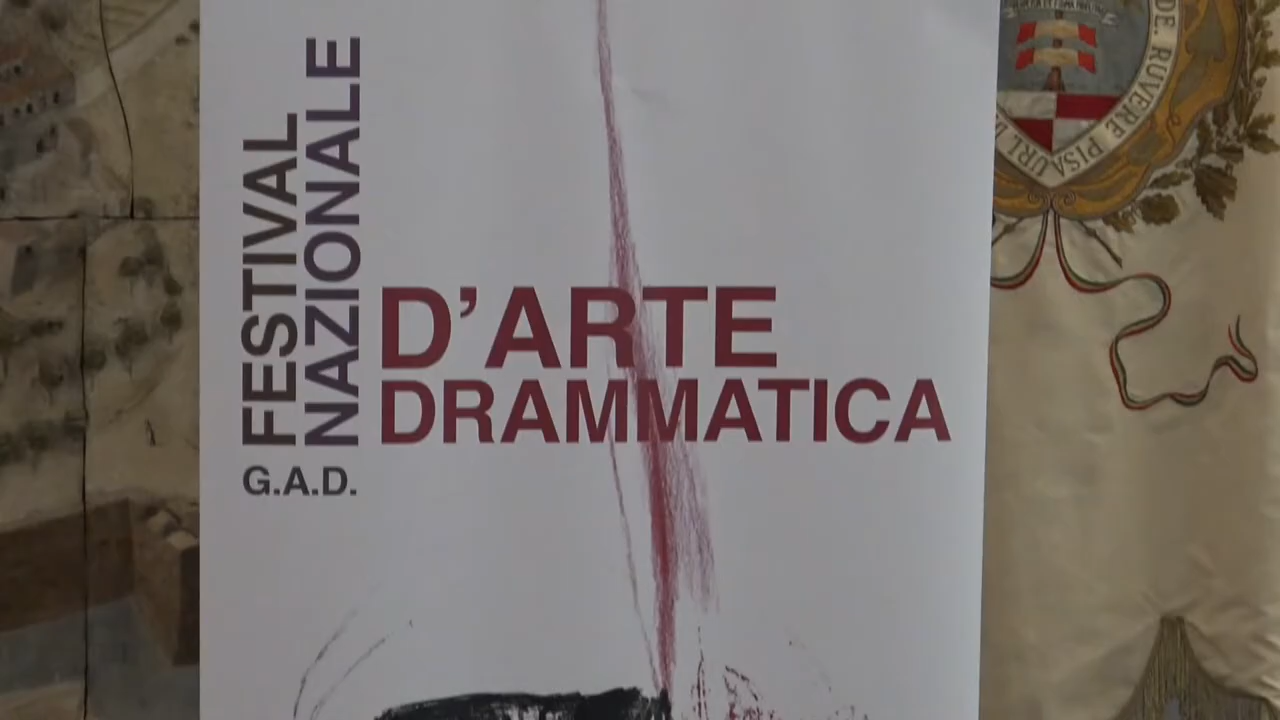 FESTIVAL
NAZIONALE
D'ARTE
DRAMMATICA
G.A.D.
DE. RUVERE PISAURI